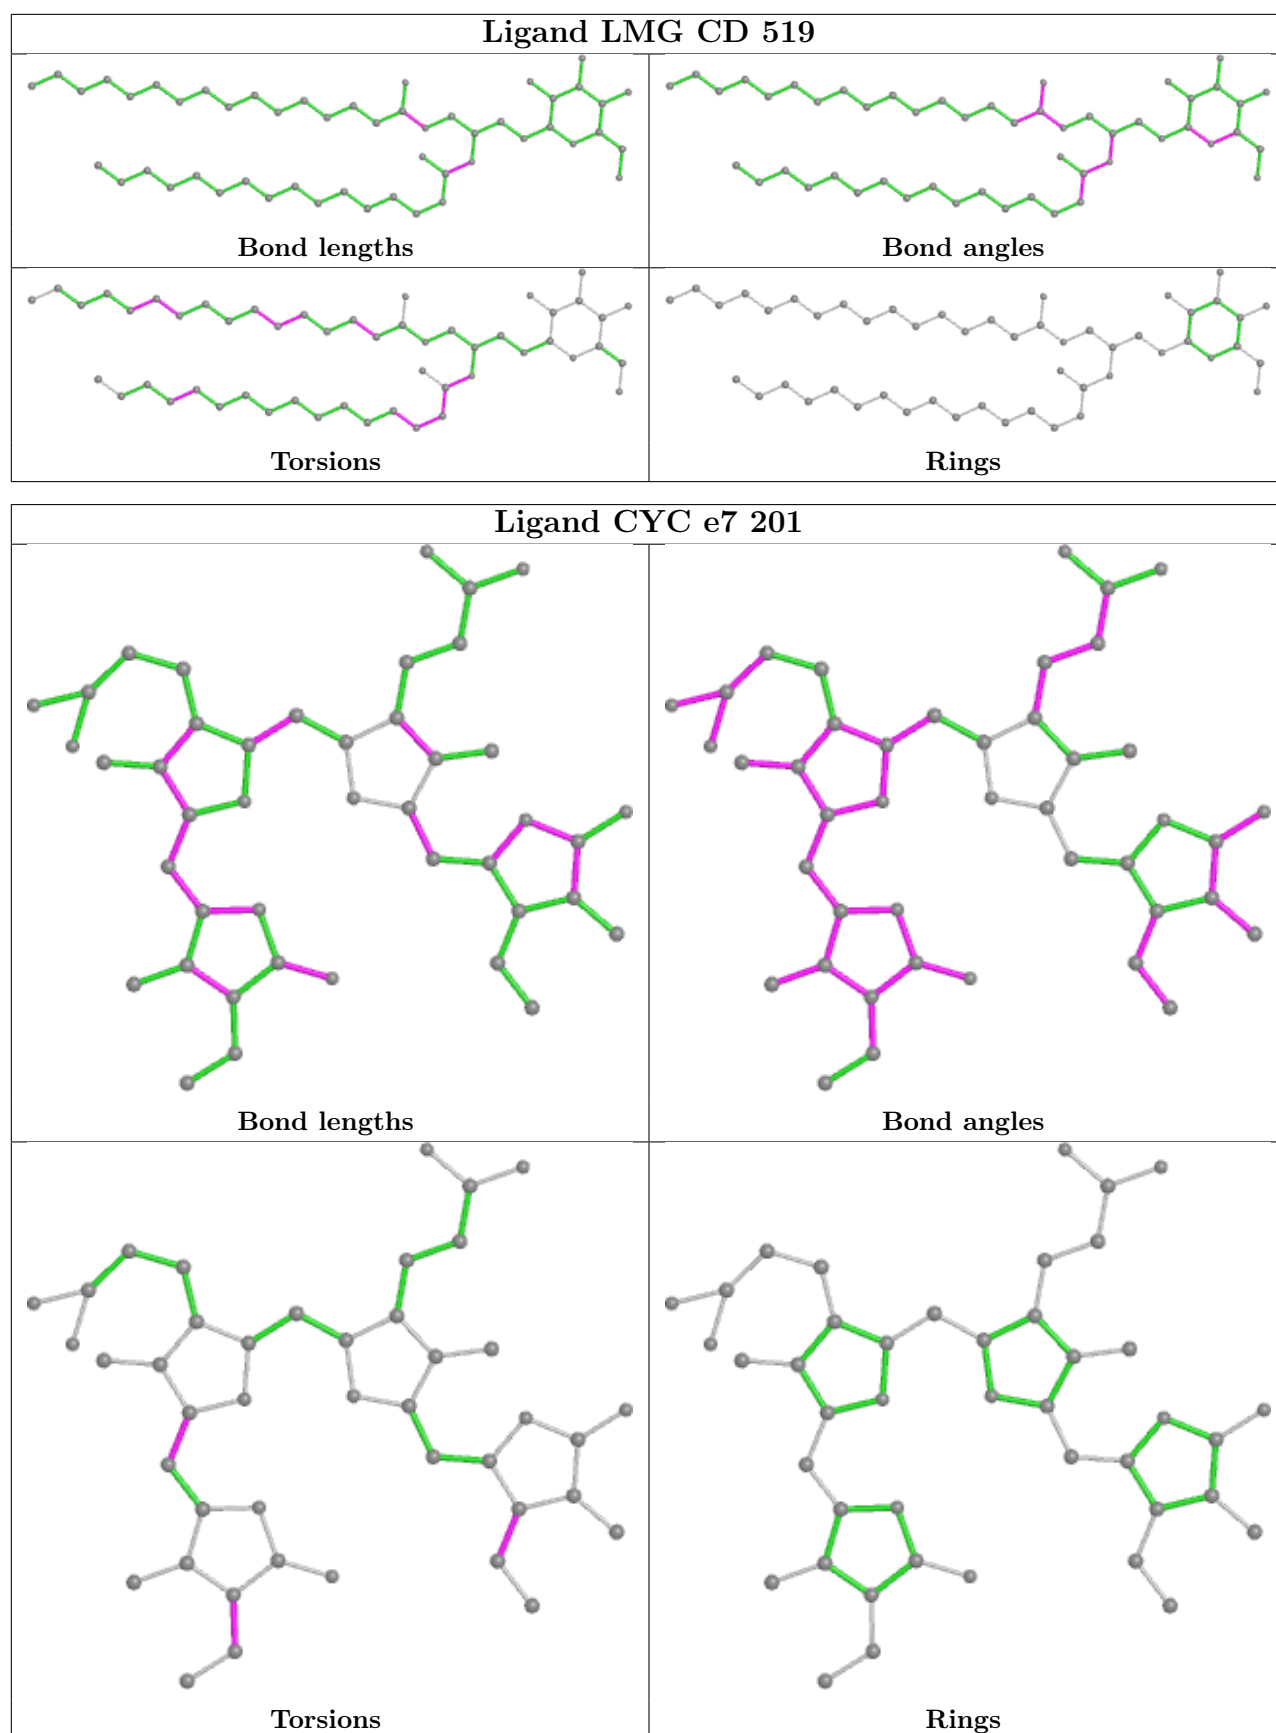 Ligand LMG CD 519
Bond lengths
Bond angles
Torsions
Rings
Ligand CYC e7 201
Bond lengths
Bond angles
Torsions
Rings